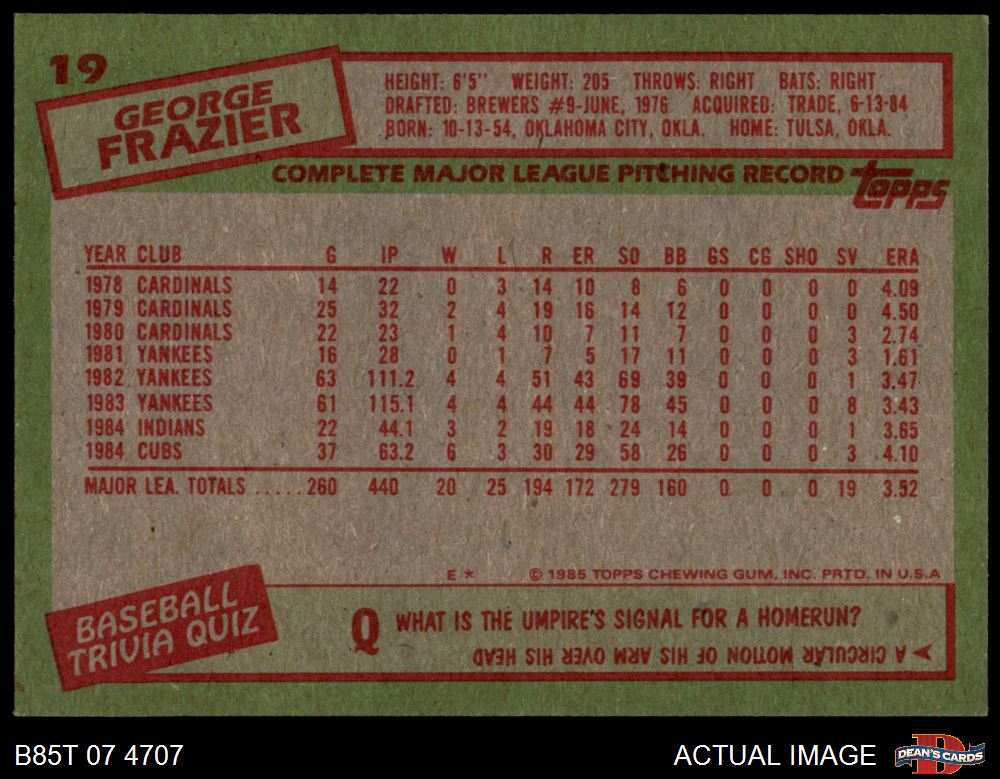 19
GEORGE
FRAZIER
HEIGHT: 6'5" WEIGHT: 205 THROWS: RIGHT BATS: RIGHT
DRAFTED: BREWERS #9-JUNE, 1976 ACQUIRED: TRADE, 6-13-84
BORN: 10-13-54, OKLAHOMA CITY, OKLA. HOME: TULSA, OKLA.
COMPLETE MAJOR LEAGUE PITCHING RECORD topps
YEAR CLUB G IP W L R ER SO BB GS CG SHO SV ERA
1978 CARDINALS 14 22 0 3 14 10 8 6 0 0 0 0 4.09
1979 CARDINALS 25 32 2 4 19 16 14 12 0 0 0 0 4.50
1980 CARDINALS 22 23 1 4 10 7 11 7 0 0 0 3 2.74
1981 YANKEES 16 28 0 1 7 5 17 11 0 0 0 3 1.61
1982 YANKEES 63 111.2 4 4 51 43 69 39 0 0 0 1 3.47
1983 YANKEES 61 115.1 4 4 44 44 78 45 0 0 0 8 3.43
1984 INDIANS 22 44.1 3 2 19 18 24 14 0 0 0 1 3.65
1984 CUBS 37 63.2 6 3 30 29 58 26 0 0 0 3 4.10
MAJOR LEA. TOTALS .....260 440 20 25 194 172 279 160 0 0 0 19 3.52
E * © 1985 TOPPS CHEWING GUM, INC. PRTD. IN U.S.A
BASEBALL
TRIVIA QUIZ
Q WHAT IS THE UMPIRE'S SIGNAL FOR A HOMERUN?
A CIRCULAR MOTION OF HIS ARM OVER HIS HEAD
B85T 07 4707
ACTUAL IMAGE
D
DEAN'S CARDS